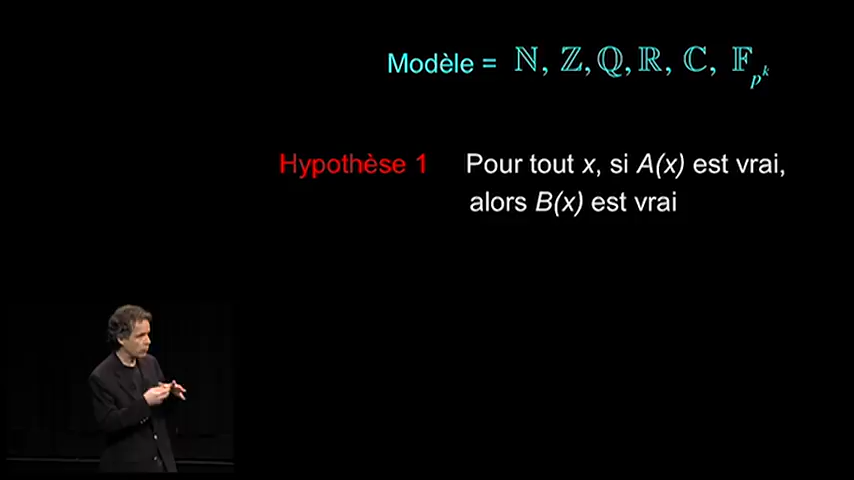 Modèle = ℕ, ℤ, ℚ, ℝ, ℂ, 𝔽_{p^k}
Hypothèse 1 Pour tout x, si A(x) est vrai,
alors B(x) est vrai